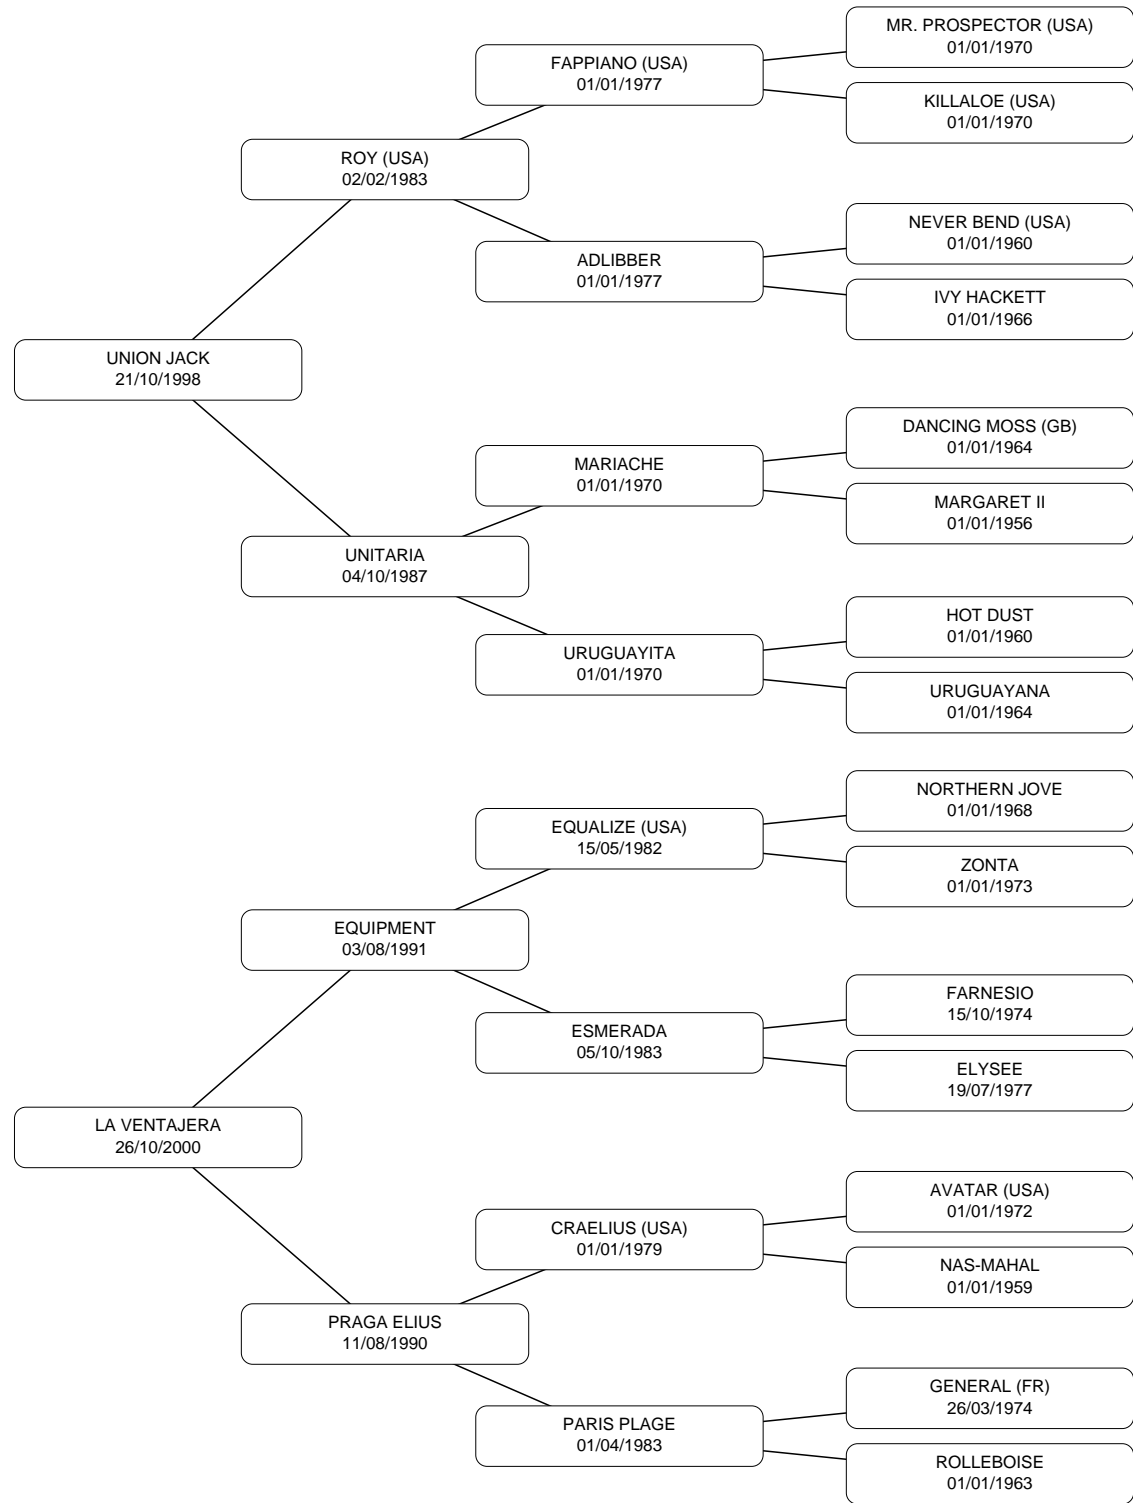 MR. PROSPECTOR (USA)
01/01/1970
FAPPIANO (USA)
01/01/1977
KILLALOE (USA)
01/01/1970
ROY (USA)
02/02/1983
NEVER BEND (USA)
01/01/1960
ADLIBBER
01/01/1977
IVY HACKETT
01/01/1966
UNION JACK
21/10/1998
DANCING MOSS (GB)
01/01/1964
MARIACHE
01/01/1970
MARGARET II
01/01/1956
UNITARIA
04/10/1987
HOT DUST
01/01/1960
URUGUAYITA
01/01/1970
URUGUAYANA
01/01/1964
NORTHERN JOVE
01/01/1968
EQUALIZE (USA)
15/05/1982
ZONTA
01/01/1973
EQUIPMENT
03/08/1991
FARNESIO
15/10/1974
ESMERADA
05/10/1983
ELYSEE
19/07/1977
LA VENTAJERA
26/10/2000
AVATAR (USA)
01/01/1972
CRAELIUS (USA)
01/01/1979
NAS-MAHAL
01/01/1959
PRAGA ELIUS
11/08/1990
GENERAL (FR)
26/03/1974
PARIS PLAGE
01/04/1983
ROLLEBOISE
01/01/1963